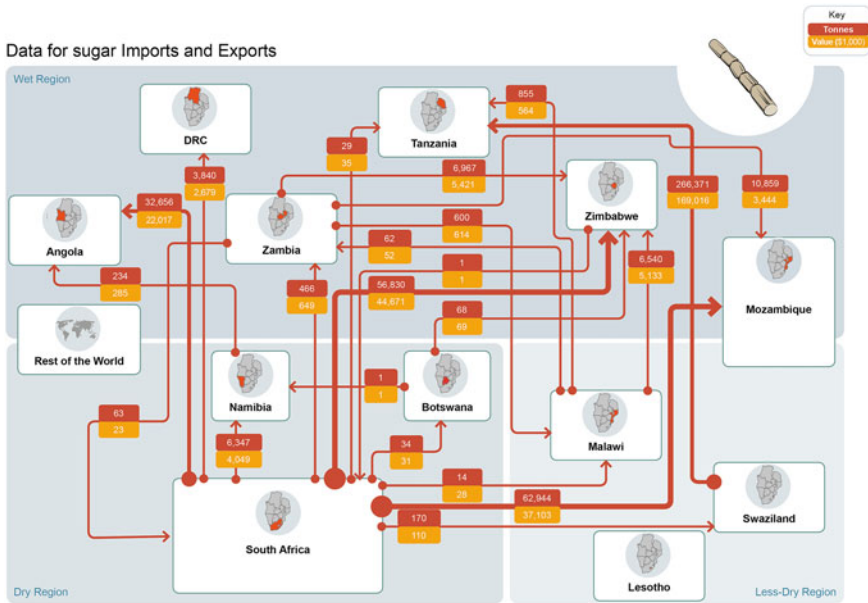 Key
Tonnes
Value ($1,000)
Data for sugar Imports and Exports
Wet Region
DRC
Tanzania
855
564
29
35
3,840
2,679
6,967
5,421
32,656
22,017
266,371
169,016
10,859
3,444
Angola
Zambia
Zimbabwe
600
614
62
52
6,540
5,133
234
285
466
649
1
1
56,830
44,671
Mozambique
Rest of the World
68
69
1
1
Namibia
Botswana
63
23
Malawi
6,347
4,049
34
31
14
28
62,944
37,103
170
110
South Africa
Swaziland
Lesotho
Dry Region
Less-Dry Region